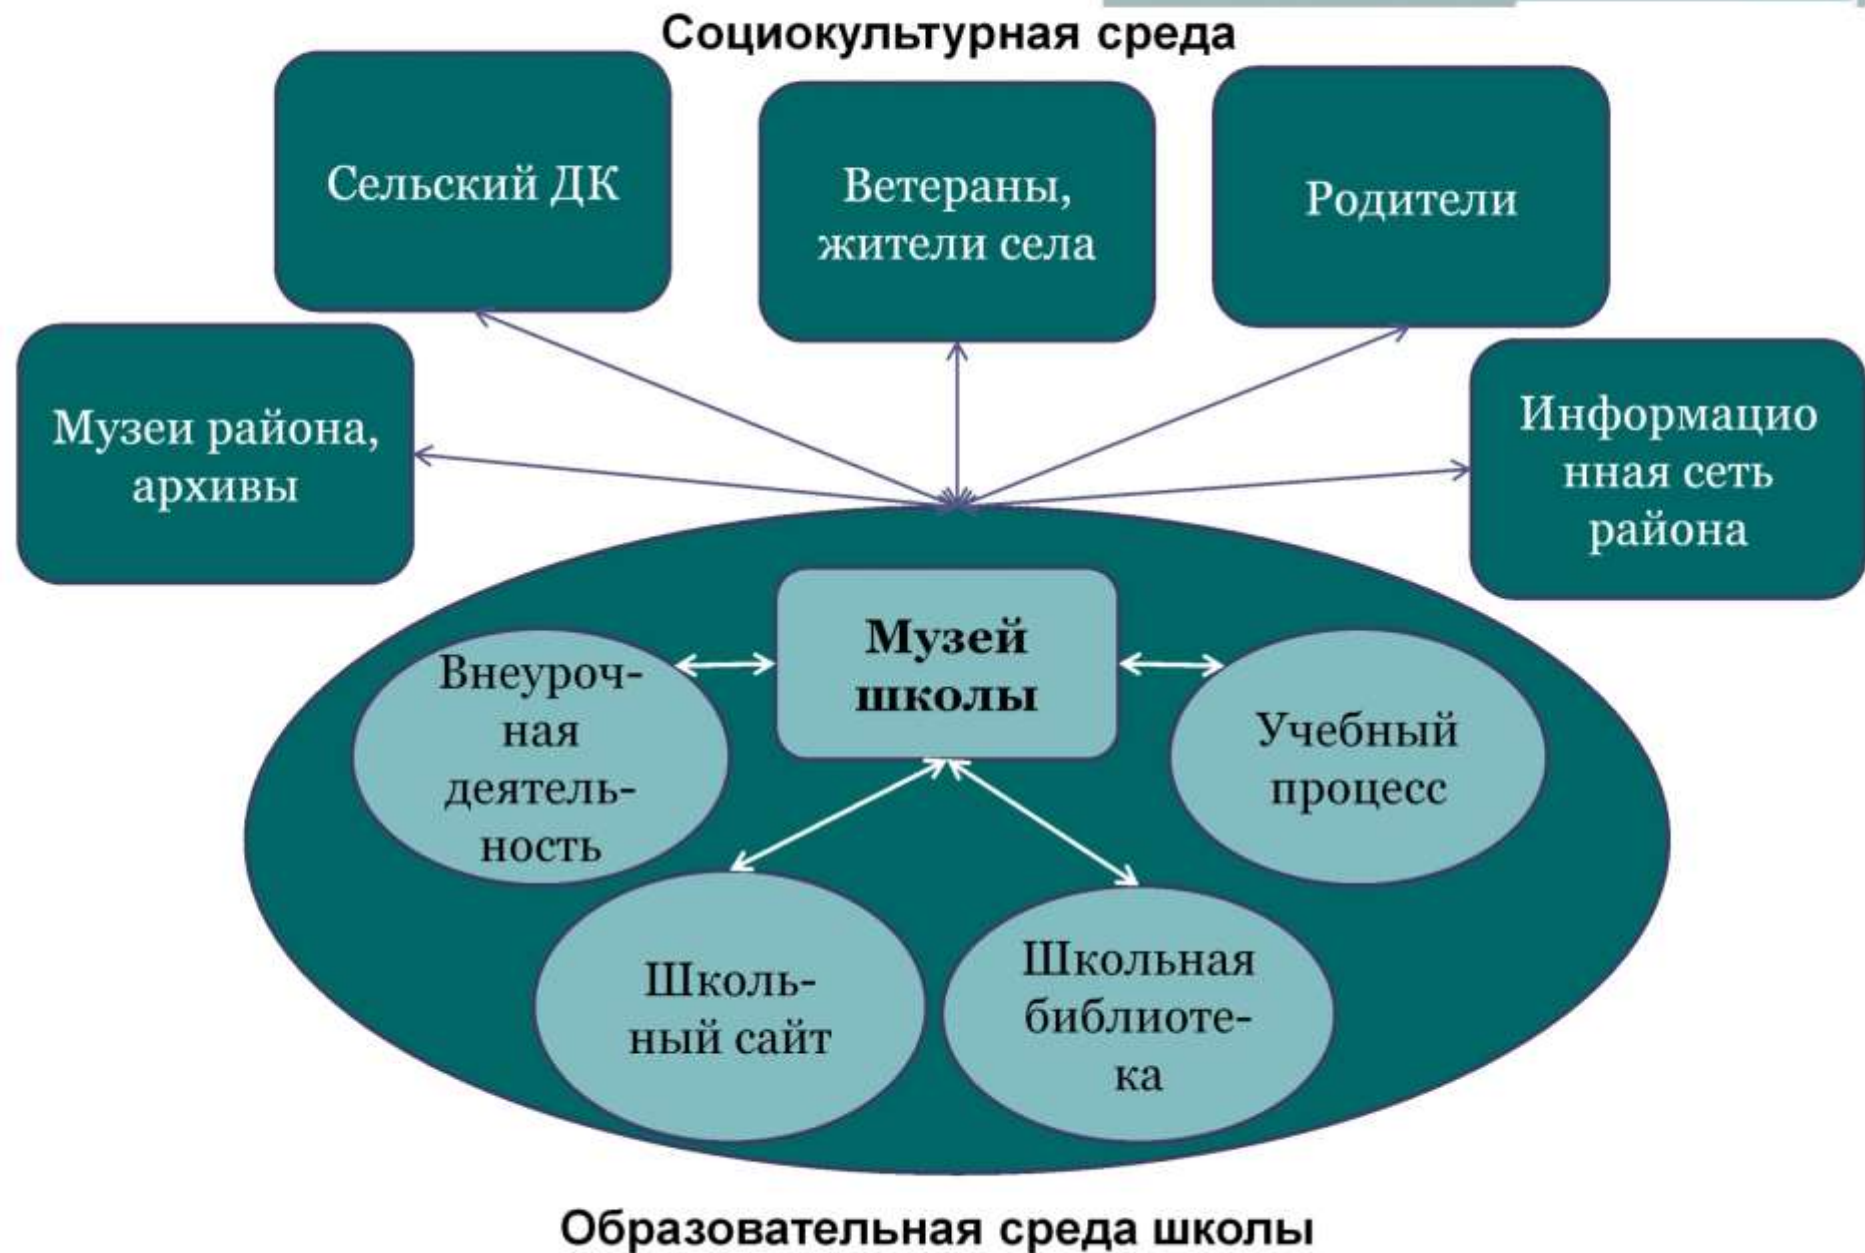 Социокультурная среда
Сельский ДК
Ветераны,
жители села
Родители
Музеи района,
архивы
Информацио
нная сеть
района
Музей
школы
Внеуроч-
ная
деятель-
ность
Учебный
процесс
Школь-
ный сайт
Школьная
библиоте-
ка
Образовательная среда школы